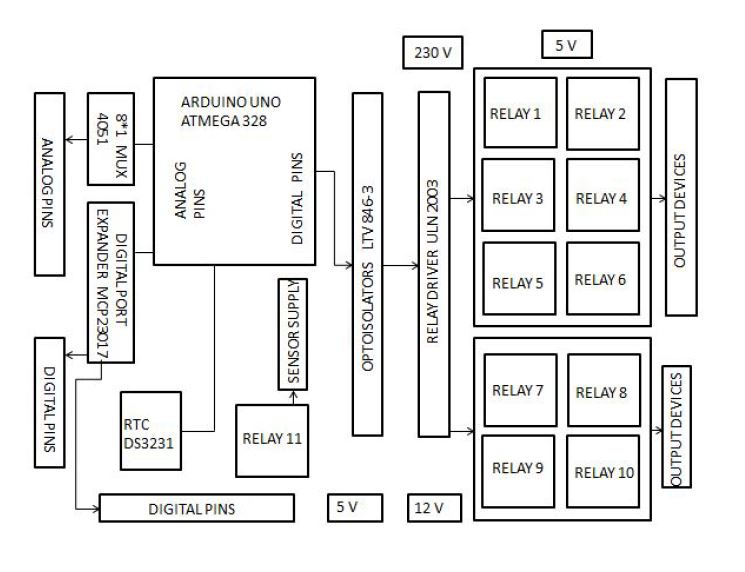 230 V
5 V
ARDUINO UNO
ATMEGA 328
ANALOG
PINS
DIGITAL PINS
8*1 MUX
4051
ANALOG PINS
DIGITAL PORT
EXPANDER MCP23017
DIGITAL PINS
RTC
DS3231
SENSOR SUPPLY
RELAY 11
OPTOISOLATORS LTV 846-3
RELAY DRIVER ULN 2003
RELAY 1
RELAY 2
RELAY 3
RELAY 4
RELAY 5
RELAY 6
OUTPUT DEVICES
RELAY 7
RELAY 8
RELAY 9
RELAY 10
OUTPUT DEVICES
DIGITAL PINS
5 V
12 V